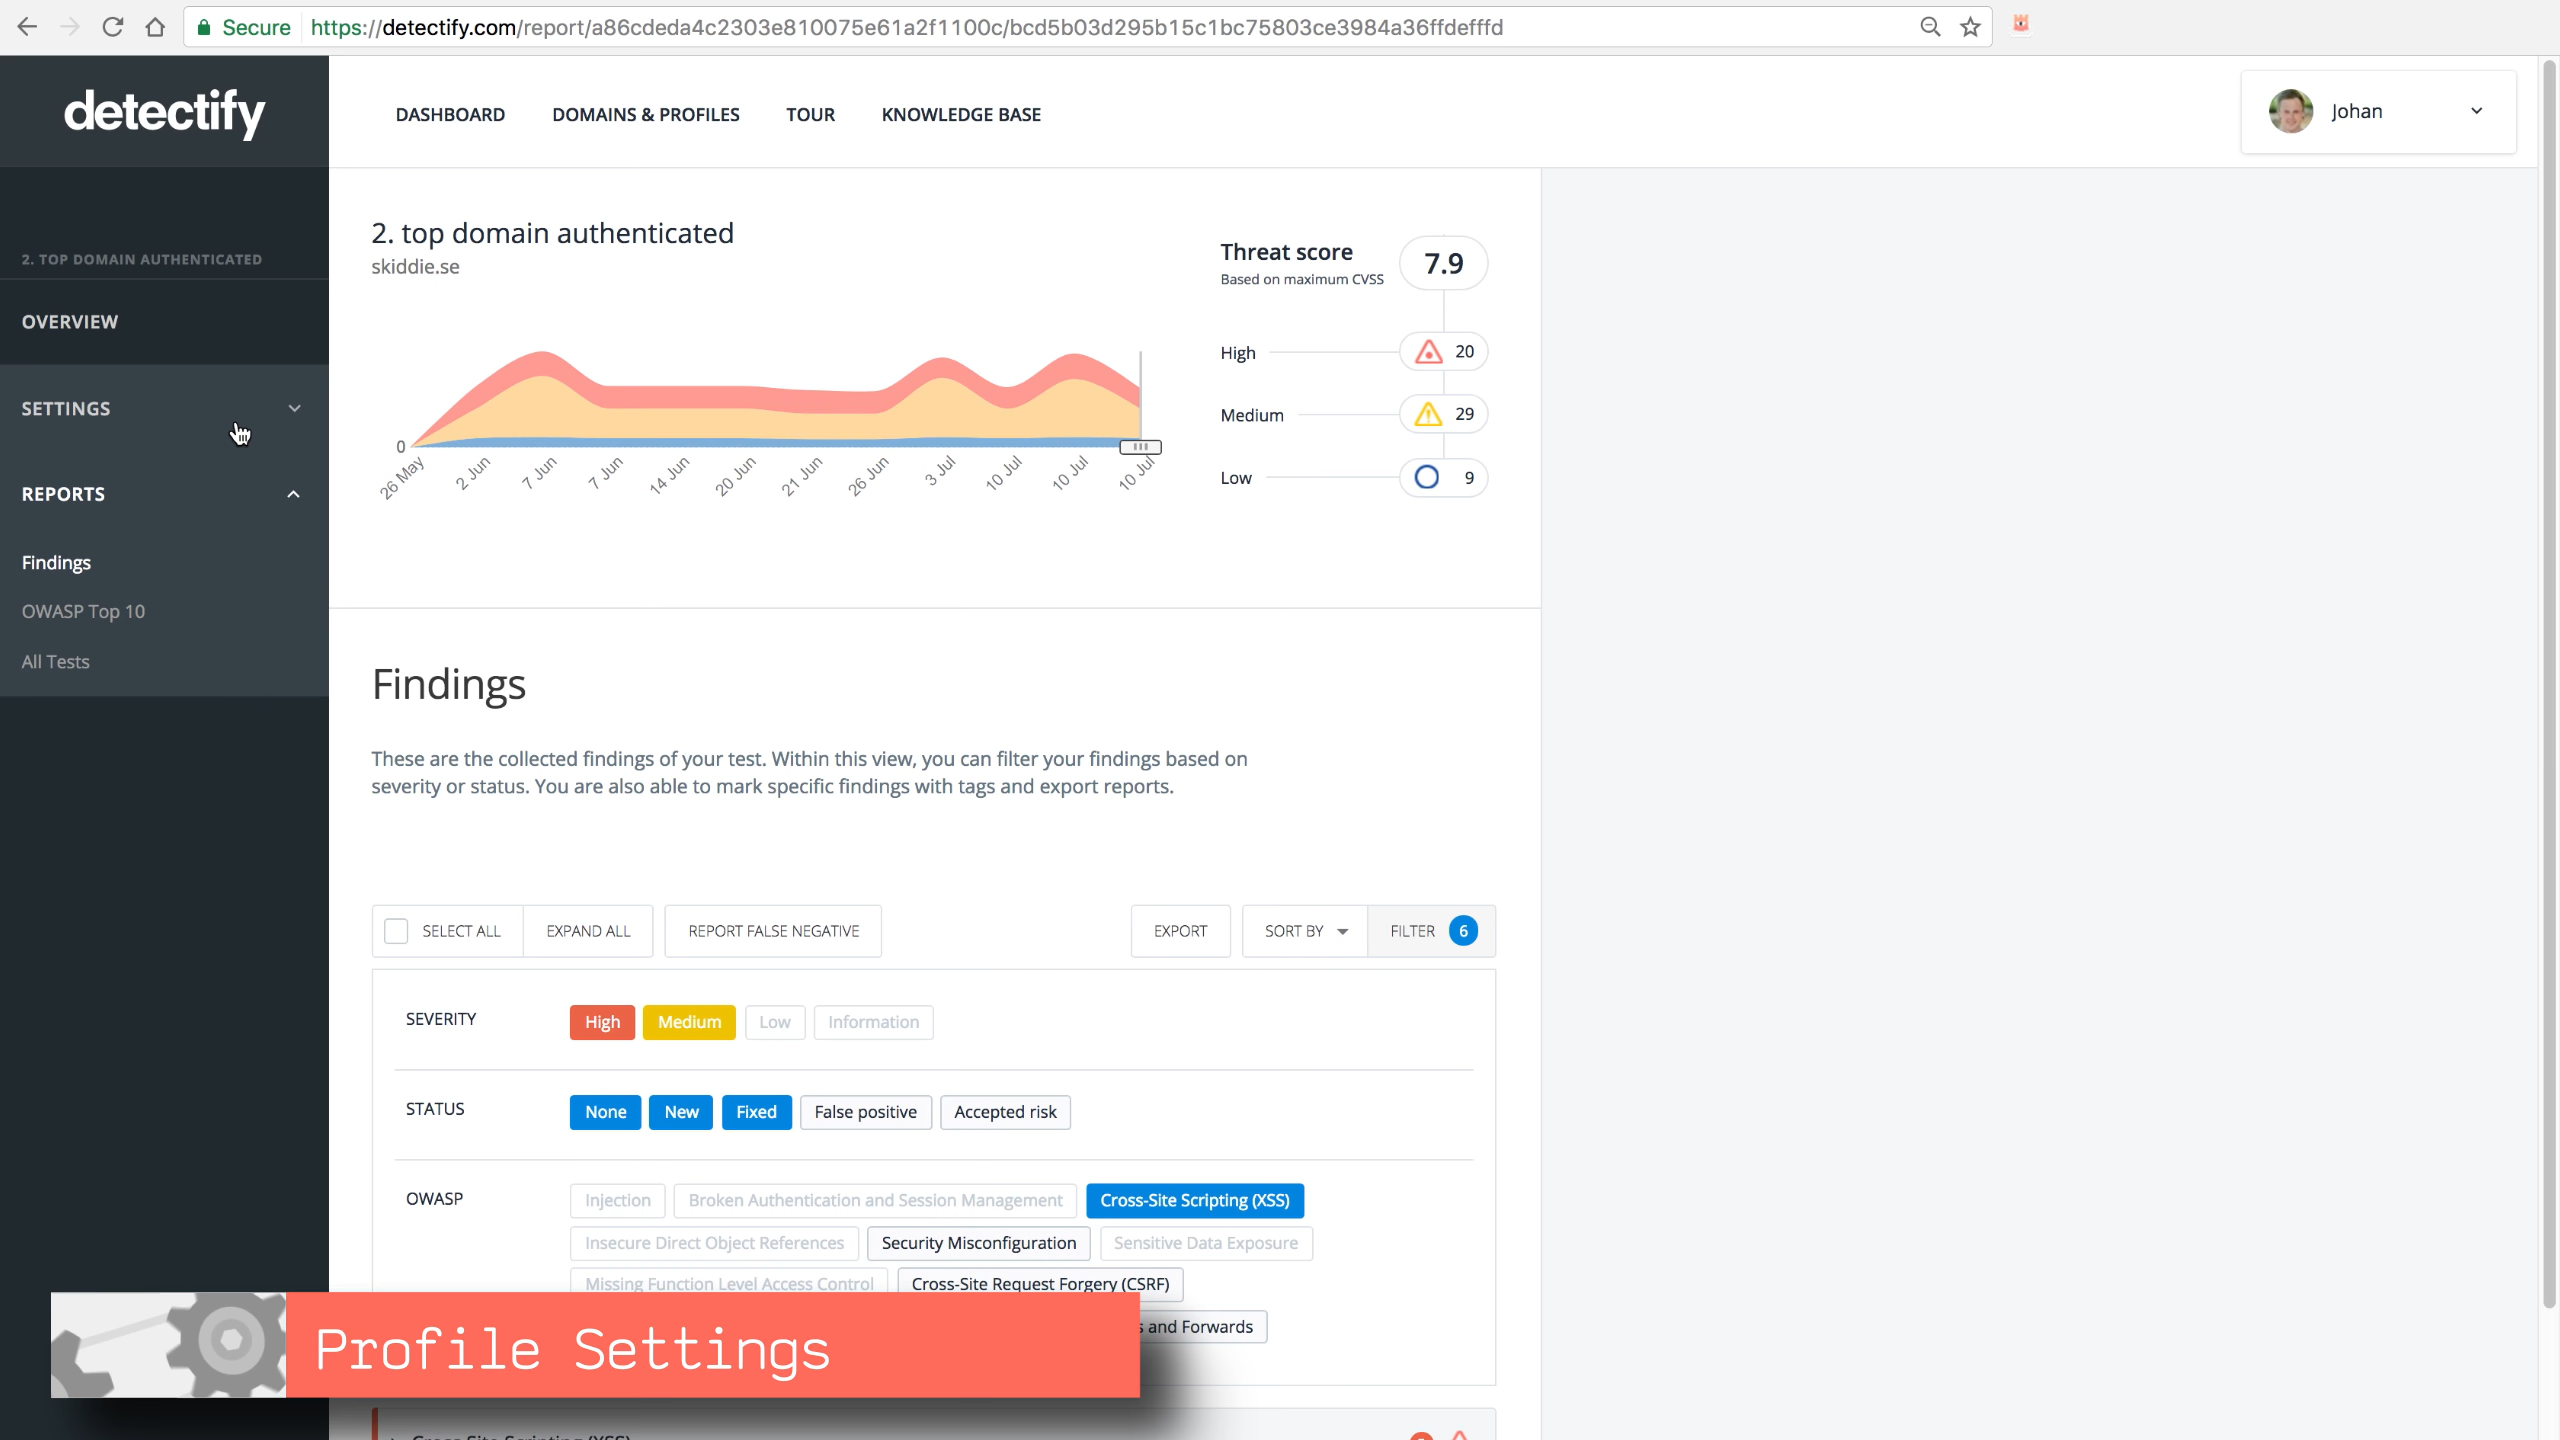 Secure https://detectify.com/report/a86cdeda4c2303e810075e61a2f1100c/bcd5b03d295b15c1bc75803ce3984a36ffdefffd
detectify
DASHBOARD DOMAINS & PROFILES TOUR KNOWLEDGE BASE
Johan
2. TOP DOMAIN AUTHENTICATED
OVERVIEW
SETTINGS
REPORTS
Findings
OWASP Top 10
All Tests
2. top domain authenticated
skiddie.se
Threat score 7.9
Based on maximum CVSS
High 20
Medium 29
Low 9
0
26 May 2 Jun 7 Jun 7 Jun 14 Jun 20 Jun 21 Jun 26 Jun 3 Jul 10 Jul 10 Jul 10 Jul
Findings
These are the collected findings of your test. Within this view, you can filter your findings based on
severity or status. You are also able to mark specific findings with tags and export reports.
SELECT ALL EXPAND ALL REPORT FALSE NEGATIVE EXPORT SORT BY FILTER 6
SEVERITY High Medium Low Information
STATUS None New Fixed False positive Accepted risk
OWASP Injection Broken Authentication and Session Management Cross-Site Scripting (XSS)
Insecure Direct Object References Security Misconfiguration Sensitive Data Exposure
Missing Function Level Access Control Cross-Site Request Forgery (CSRF)
and Forwards
Profile Settings
Cross Site Scripting (XSS)